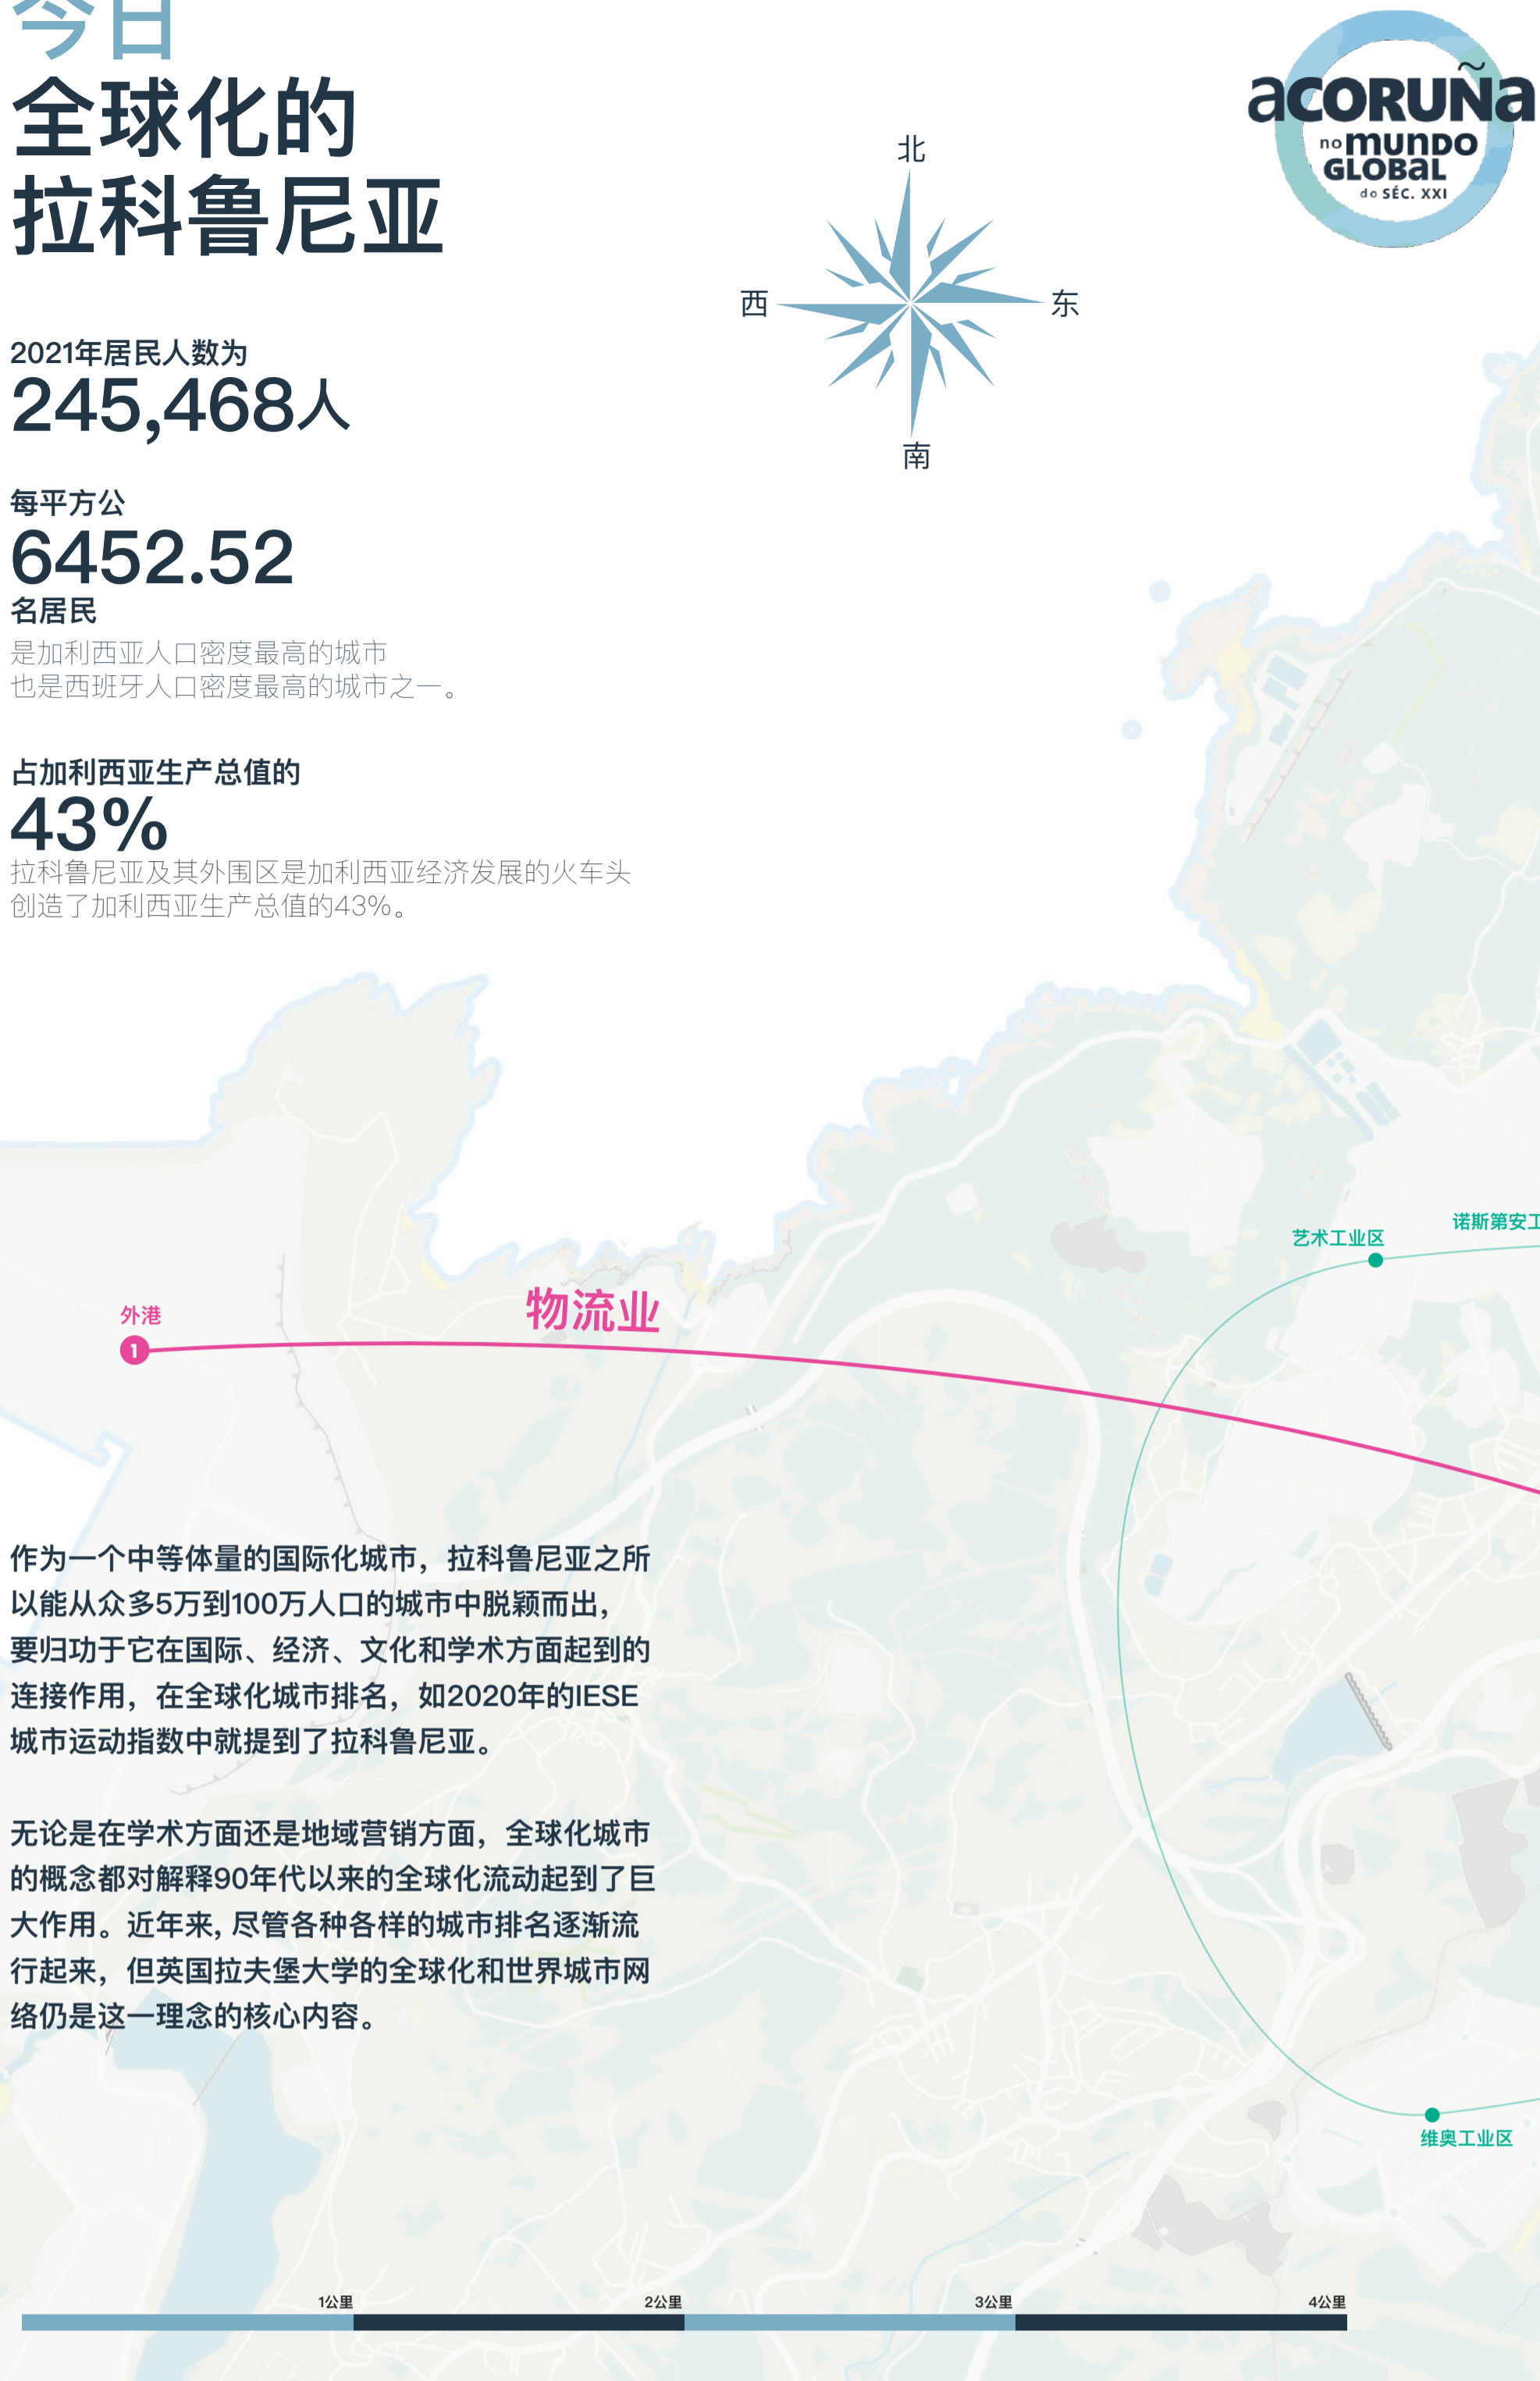 今日
全球化的
拉科鲁尼亚
aCORUÑa
no mUnDO
GLOBaL
do SÉC. XXI
北
西
东
南
2021年居民人数为
245,468人
每平方公
6452.52
名居民
是加利西亚人口密度最高的城市
也是西班牙人口密度最高的城市之一。
占加利西亚生产总值的
43%
拉科鲁尼亚及其外围区是加利西亚经济发展的火车头
创造了加利西亚生产总值的43%。
诺斯第安工
艺术工业区
外港
1
物流业
作为一个中等体量的国际化城市，拉科鲁尼亚之所
以能从众多5万到100万人口的城市中脱颖而出，
要归功于它在国际、经济、文化和学术方面起到的
连接作用，在全球化城市排名，如2020年的IESE
城市运动指数中就提到了拉科鲁尼亚。
无论是在学术方面还是地域营销方面，全球化城市
的概念都对解释90年代以来的全球化流动起到了巨
大作用。近年来, 尽管各种各样的城市排名逐渐流
行起来，但英国拉夫堡大学的全球化和世界城市网
络仍是这一理念的核心内容。
维奥工业区
1公里
2公里
3公里
4公里